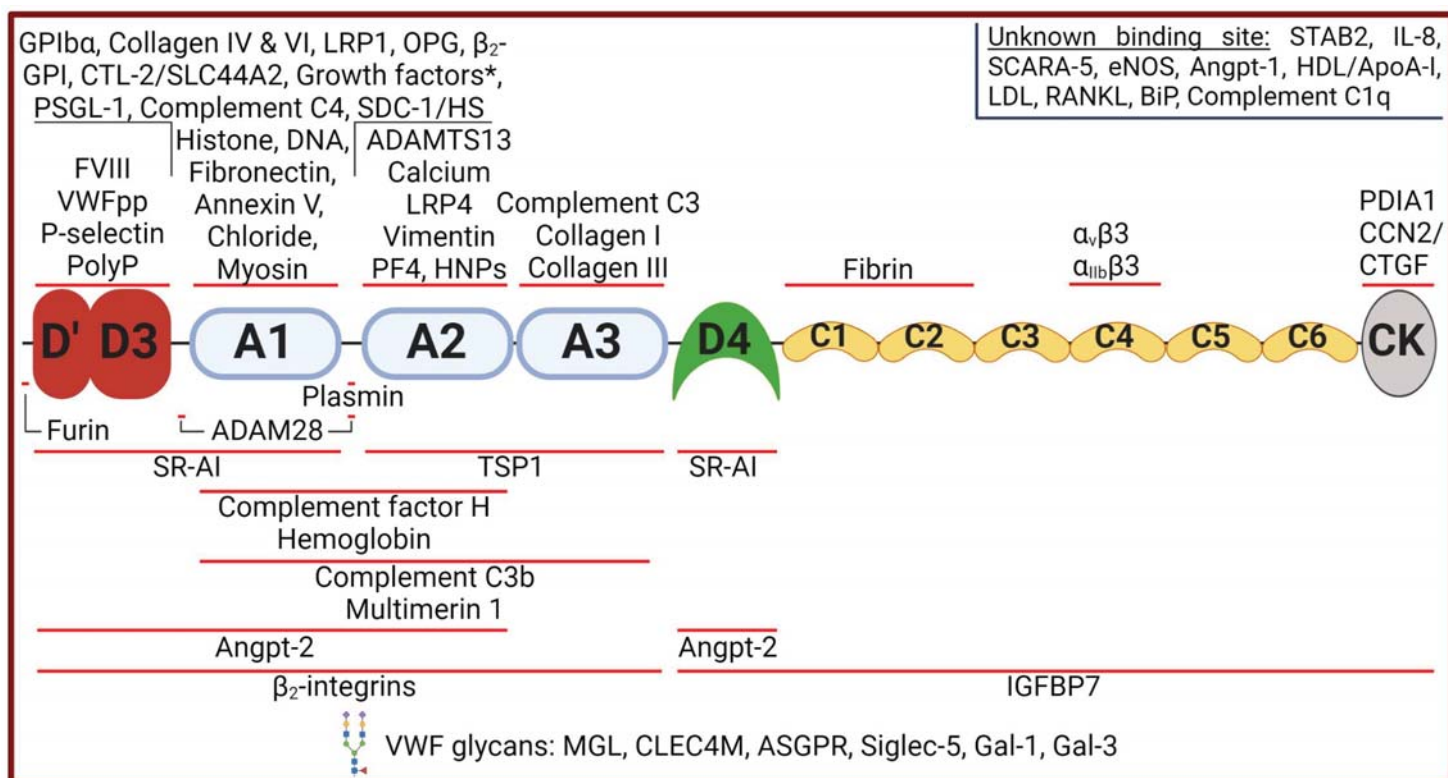 GPIbα, Collagen IV & VI, LRP1, OPG, β₂-
GPI, CTL-2/SLC44A2, Growth factors*,
PSGL-1, Complement C4, SDC-1/HS
Histone, DNA,
Fibronectin,
Annexin V,
Chloride,
Myosin
Unknown binding site: STAB2, IL-8,
SCARA-5, eNOS, Angpt-1, HDL/ApoA-I,
LDL, RANKL, BiP, Complement C1q
FVIII
VWFpp
P-selectin
PolyP
ADAMTS13
Calcium
LRP4
Vimentin
PF4, HNPs
Complement C3
Collagen I
Collagen III
Fibrin
αᵥβ3
α_IIbβ3
PDIA1
CCN2/
CTGF
D' D3 A1 A2 A3 D4 C1 C2 C3 C4 C5 C6 CK
Plasmin
Furin
ADAM28
SR-AI TSP1 SR-AI
Complement factor H
Hemoglobin
Complement C3b
Multimerin 1
Angpt-2 Angpt-2
β₂-integrins IGFBP7
VWF glycans: MGL, CLEC4M, ASGPR, Siglec-5, Gal-1, Gal-3